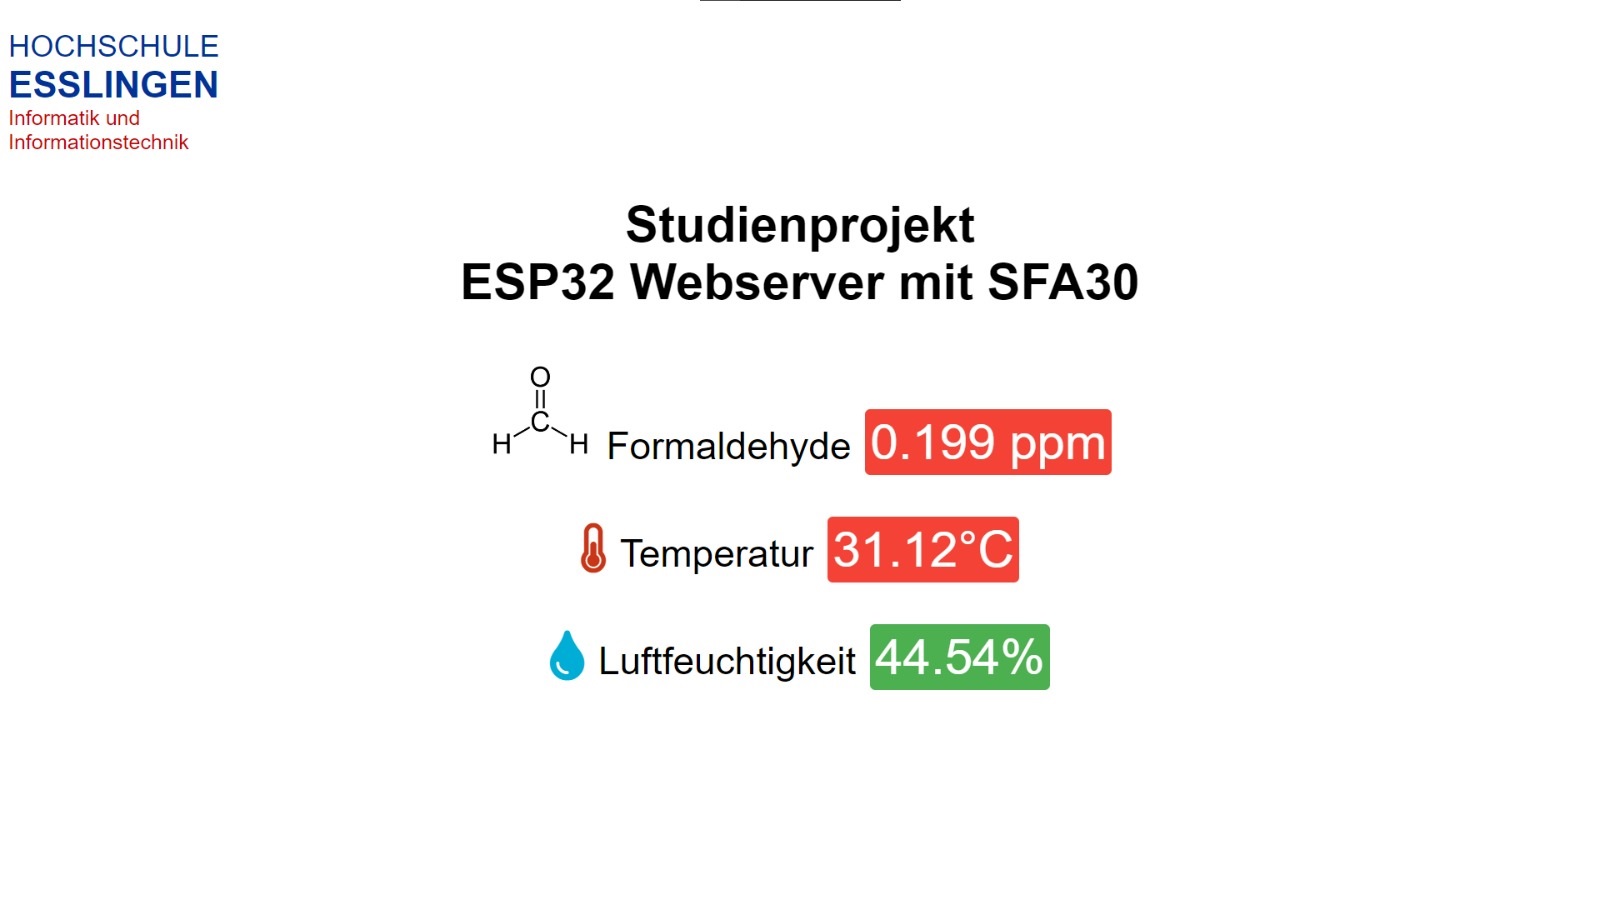 HOCHSCHULE
ESSLINGEN
Informatik und
Informationstechnik
Studienprojekt
ESP32 Webserver mit SFA30
O
C
H H Formaldehyde 0.199 ppm
Temperatur 31.12°C
Luftfeuchtigkeit 44.54%